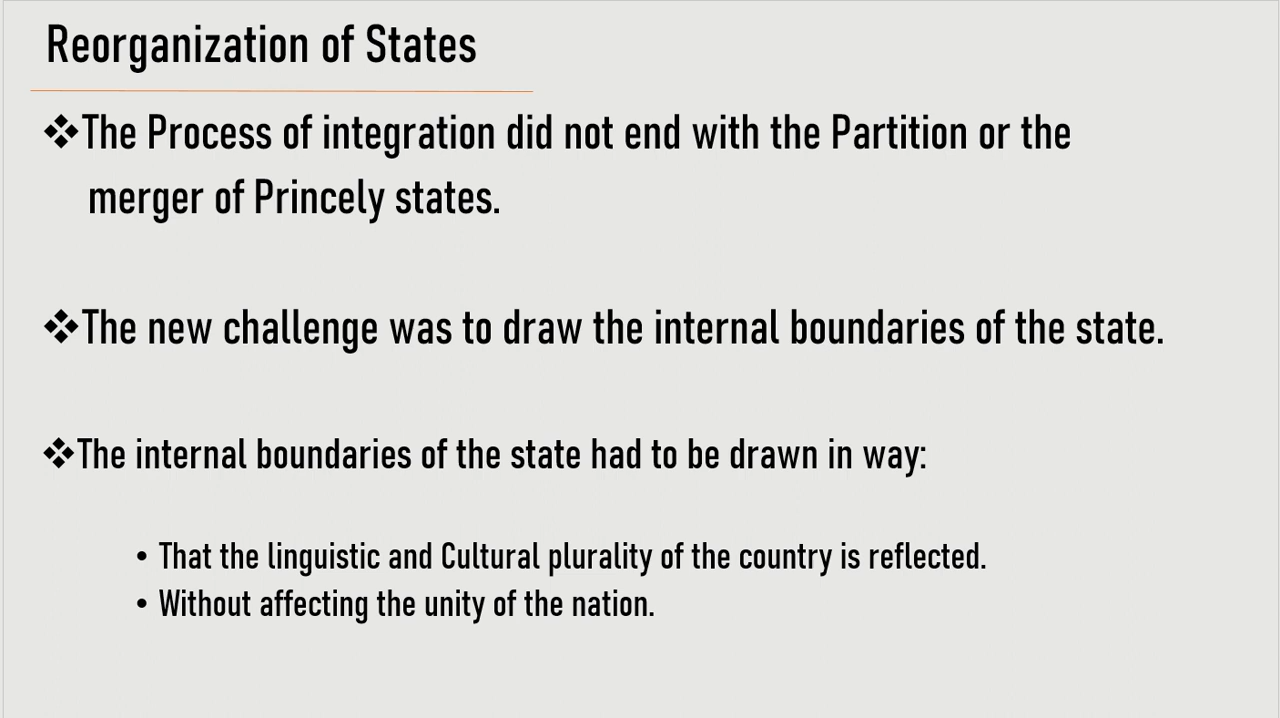 Reorganization of States
❖The Process of integration did not end with the Partition or the
merger of Princely states.
❖The new challenge was to draw the internal boundaries of the state.
❖The internal boundaries of the state had to be drawn in way:
• That the linguistic and Cultural plurality of the country is reflected.
• Without affecting the unity of the nation.